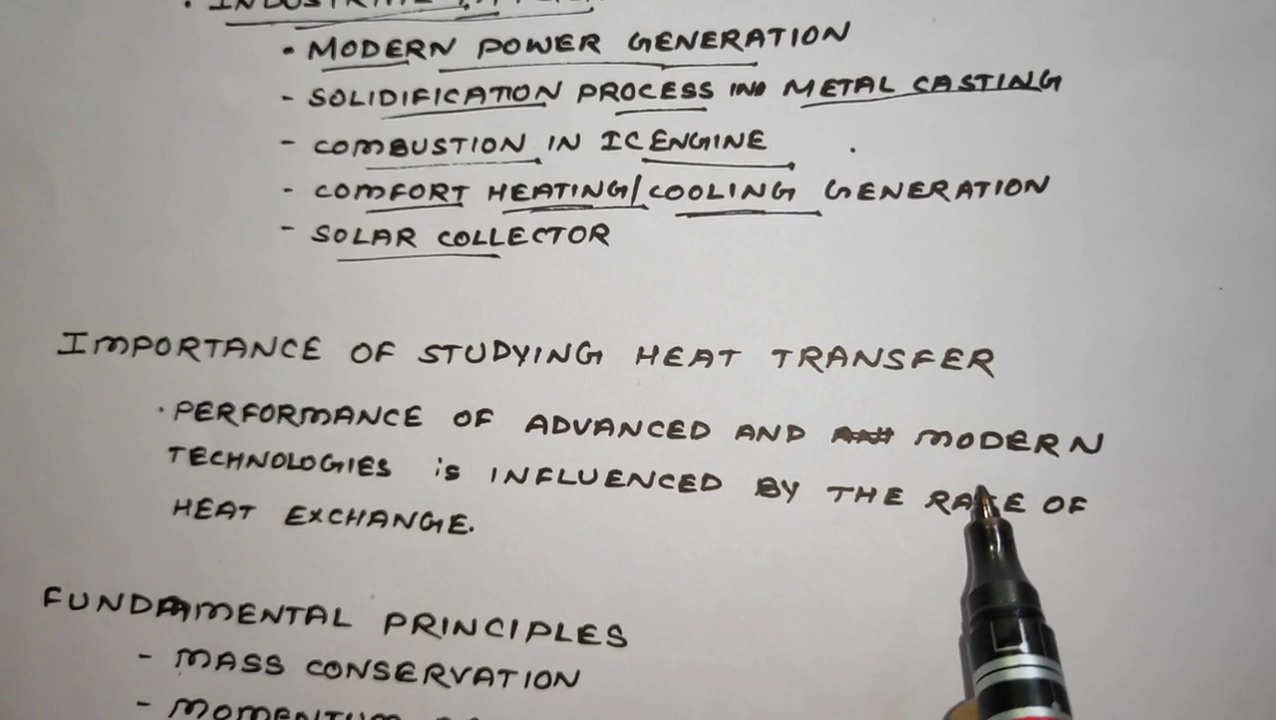 · INDUSTRIAL
- MODERN POWER GENERATION
- SOLIDIFICATION PROCESS IN METAL CASTING
- COMBUSTION IN IC ENGINE
- COMFORT HEATING/COOLING GENERATION
- SOLAR COLLECTOR
IMPORTANCE OF STUDYING HEAT TRANSFER
· PERFORMANCE OF ADVANCED AND MODERN
TECHNOLOGIES is INFLUENCED BY THE RATE OF
HEAT EXCHANGE.
FUNDAMENTAL PRINCIPLES
- MASS CONSERVATION
- MOMENTUM